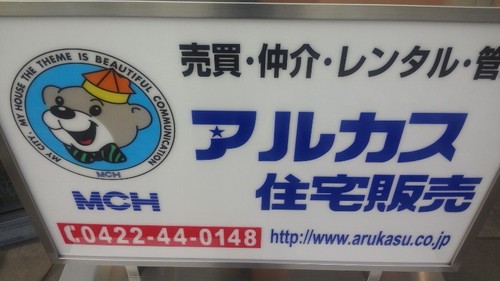 MY CITY. MY HOUSE THE THEME IS BEAUTIFUL COMMUNICATION
MCH
MCH
売買・仲介・レンタル・管
アルカス
住宅販売
0422-44-0148
http://www.arukasu.co.jp